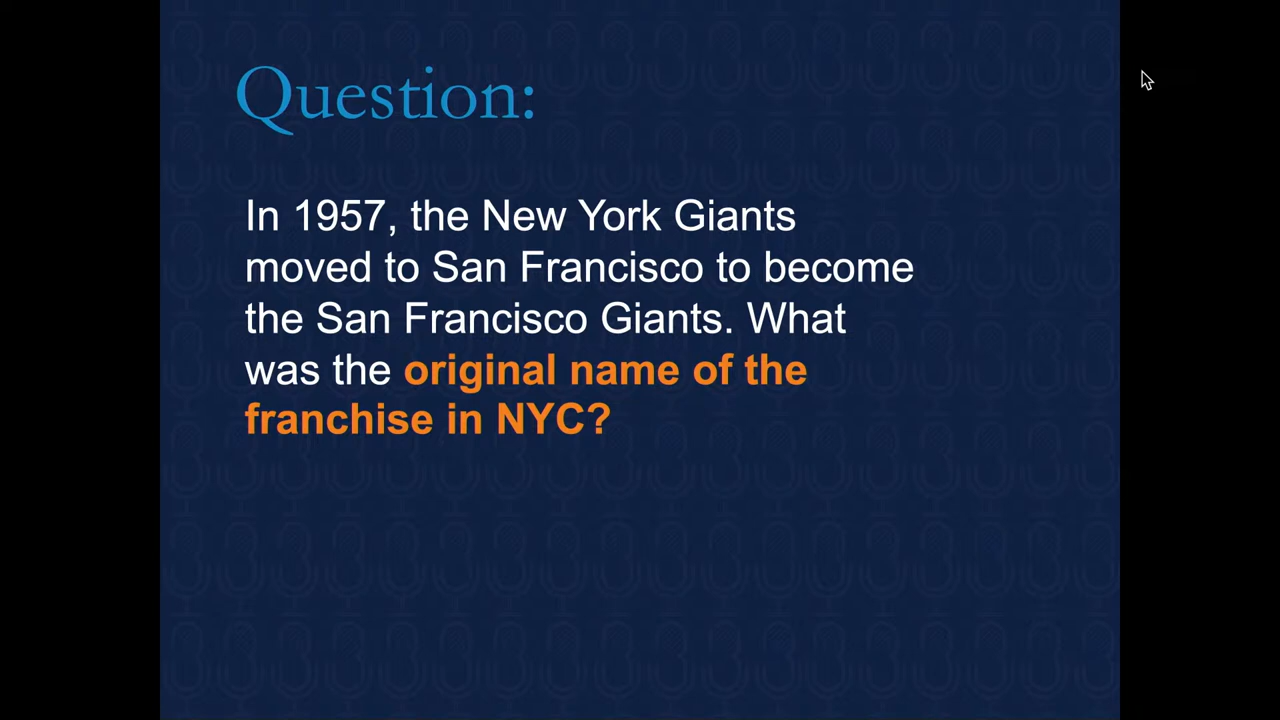 Question:
In 1957, the New York Giants
moved to San Francisco to become
the San Francisco Giants. What
was the original name of the
franchise in NYC?